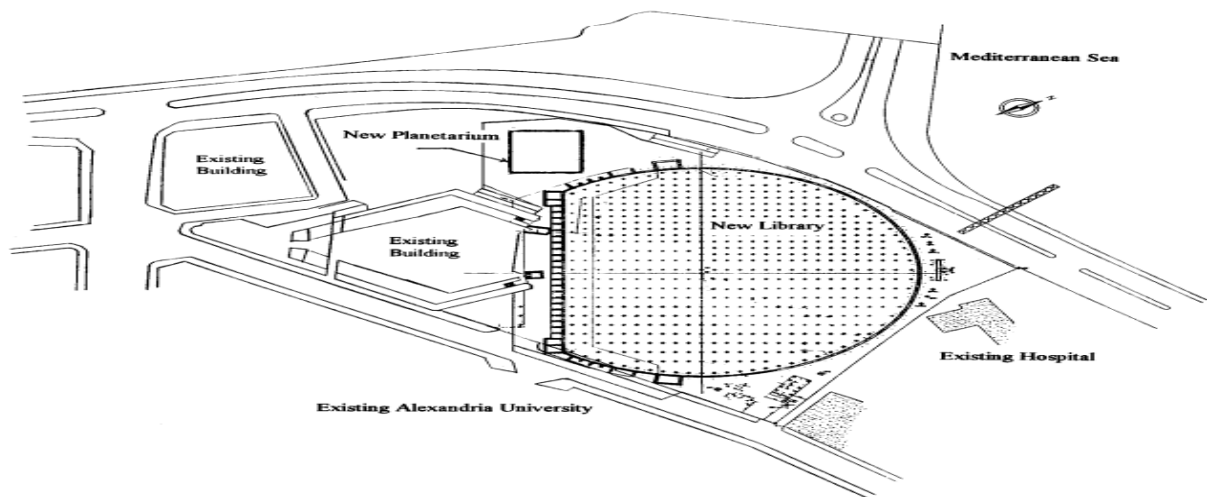 Mediterranean Sea
N
New Planetarium
Existing
Building
New Library
Existing
Building
Existing Hospital
Existing Alexandria University